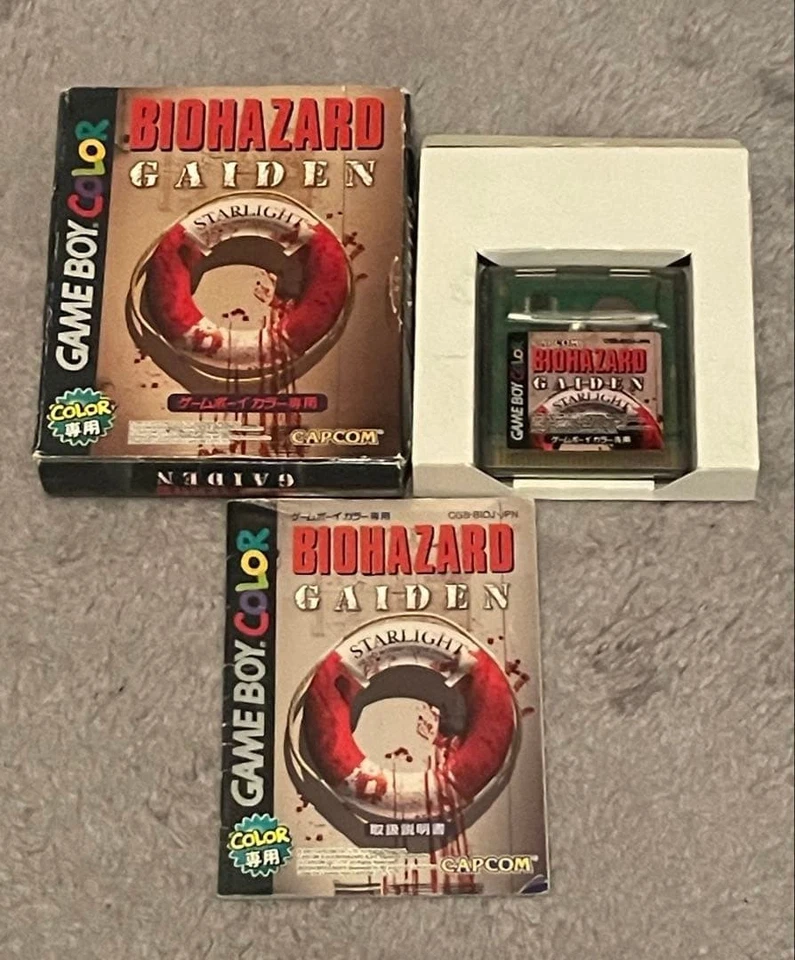 BIOHAZARD
GAIDEN
GAME BOY COLOR
STARLIGHT
ゲームボーイカラー専用
COLOR
専用
CAPCOM
GAIDEN
CAPCOM
BIOHAZARD
GAIDEN
GAME BOY COLOR
STARLIGHT
ゲームボーイカラー専用
ゲームボーイカラー専用
CGB-BIOJ-JPN
BIOHAZARD
GAIDEN
GAME BOY COLOR
STARLIGHT
取扱説明書
COLOR
専用
CAPCOM